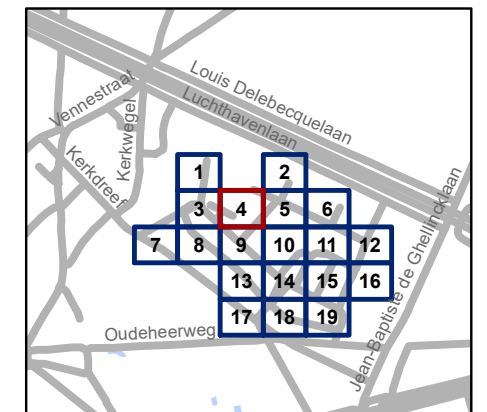 Louis Delebecquelaan
Vennestraat
Luchthavenlaan
Kerkwegel
Kerkdreef
1 2
3 4 5 6
7 8 9 10 11 12
13 14 15 16
17 18 19
Oudeheerweg
Jean-Baptiste de Ghellincklaan